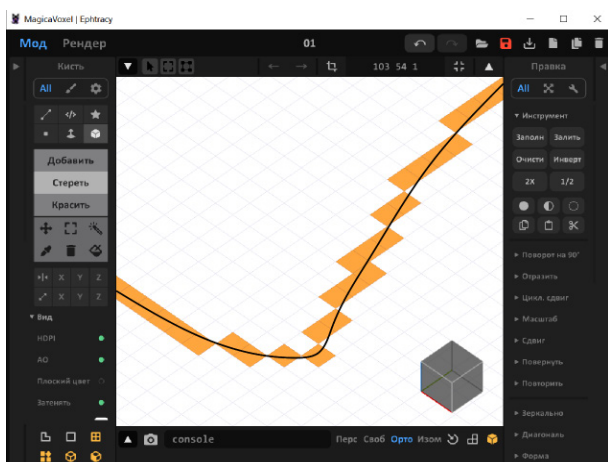 MagicaVoxel | Ephtracy
Мод Рендер 01
Кисть 103 54 1 Правка
All All
</> Инструмент
Заполн Залить
Добавить Очисти Инверт
Стереть 2X 1/2
Красить
Поворот на 90°
X Y Z Отразить
X Y Z Цикл. сдвиг
Вид Масштаб
HDPI Сдвиг
AO Повернуть
Плоский цвет Повторить
Затенить
Зеркально
console Перс Своб Орто Изом Диагональ
Форма